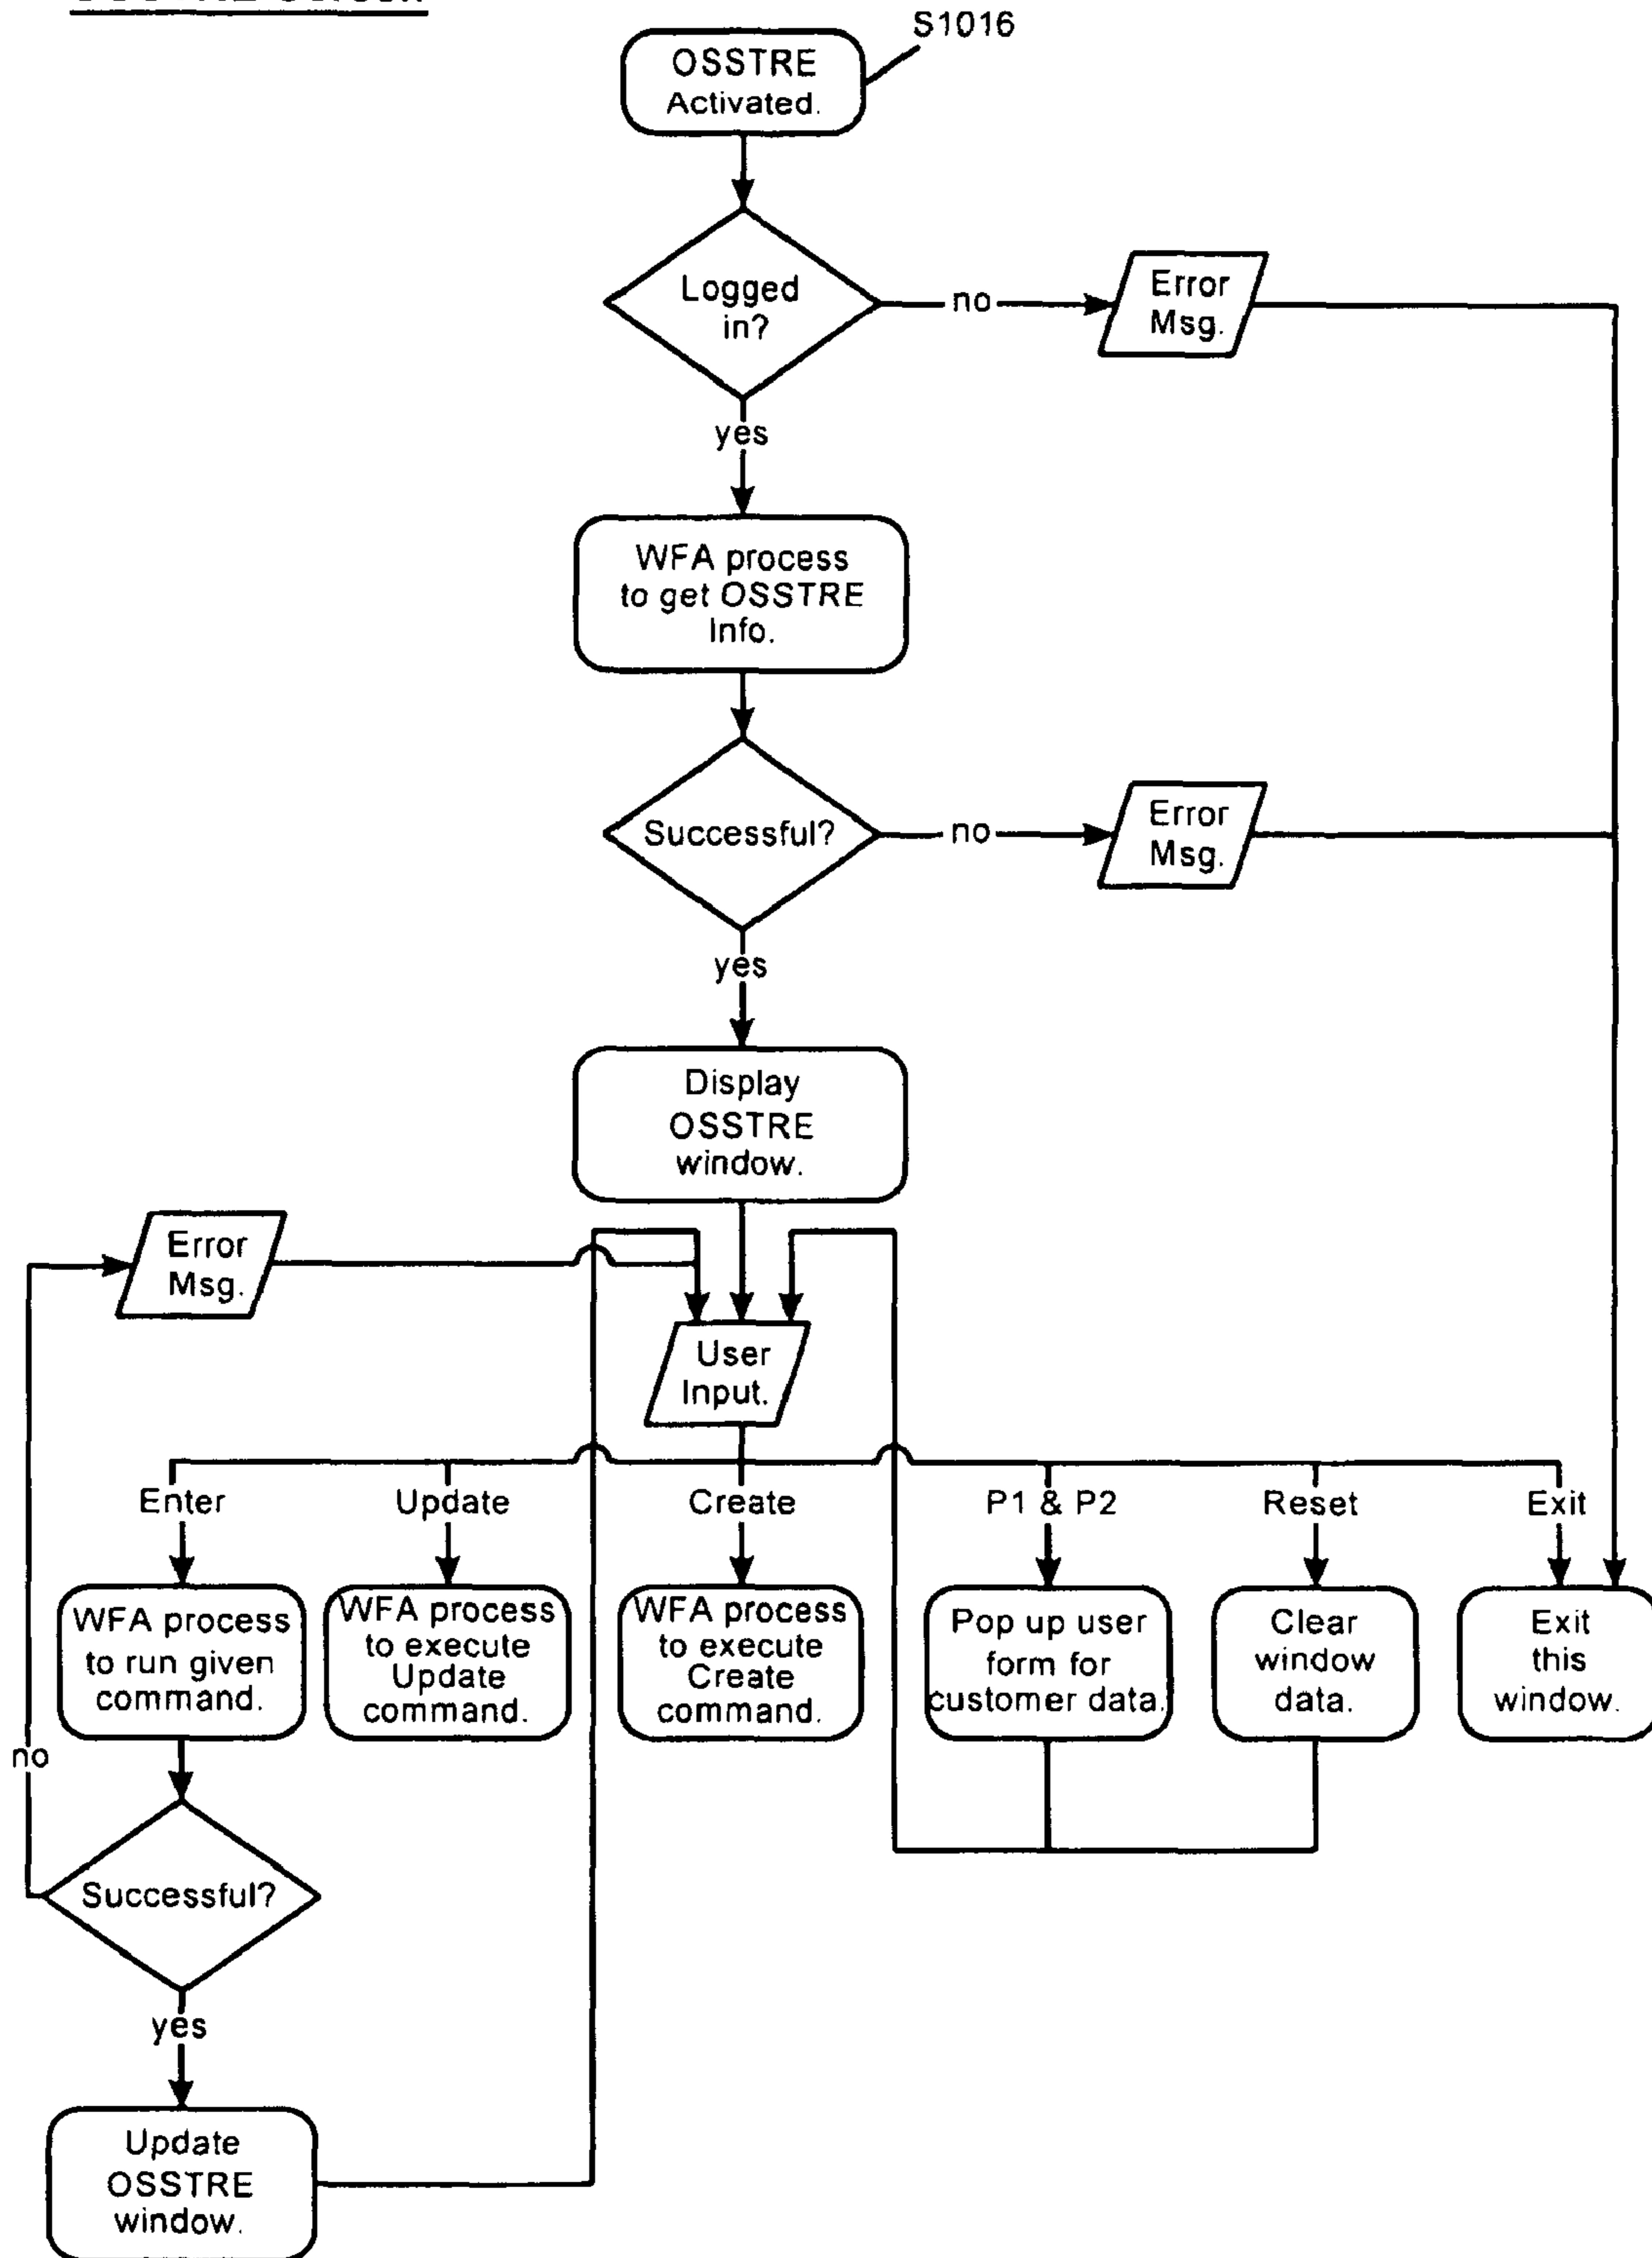 S1016
OSSTRE
Activated.
Logged
in?
no
Error
Msg.
yes
WFA process
to get OSSTRE
Info.
Successful?
no
Error
Msg.
yes
Display
OSSTRE
window.
Error
Msg.
User
Input.
Enter
Update
Create
P1 & P2
Reset
Exit
WFA process
to run given
command.
WFA process
to execute
Update
command.
WFA process
to execute
Create
command.
Pop up user
form for
customer data.
Clear
window
data.
Exit
this
window.
no
Successful?
yes
Update
OSSTRE
window.